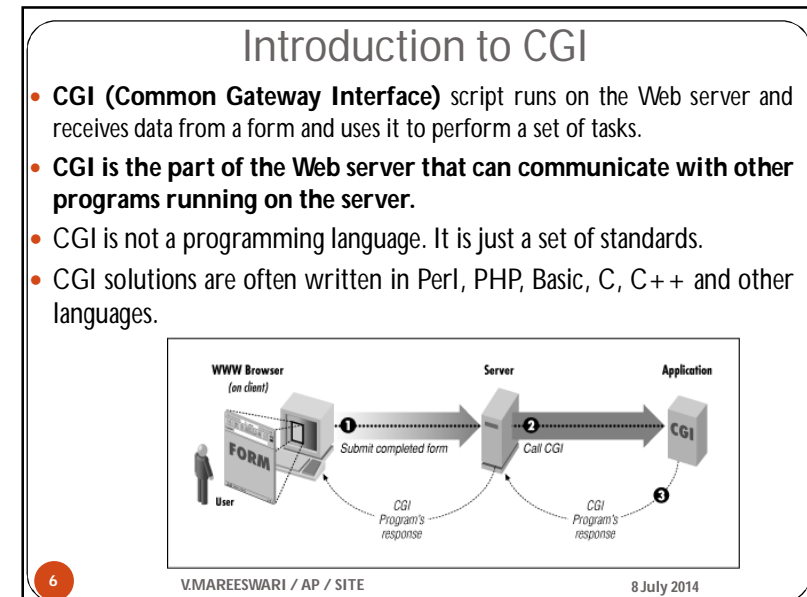 Introduction to CGI
• CGI (Common Gateway Interface) script runs on the Web server and
receives data from a form and uses it to perform a set of tasks.
• CGI is the part of the Web server that can communicate with other
programs running on the server.
• CGI is not a programming language. It is just a set of standards.
• CGI solutions are often written in Perl, PHP, Basic, C, C++ and other
languages.
WWW Browser
(on client)
Server
Application
FORM
User
1
Submit completed form
2
Call CGI
CGI
3
CGI
Program's
response
CGI
Program's
response
6
V.MAREESWARI / AP / SITE
8 July 2014